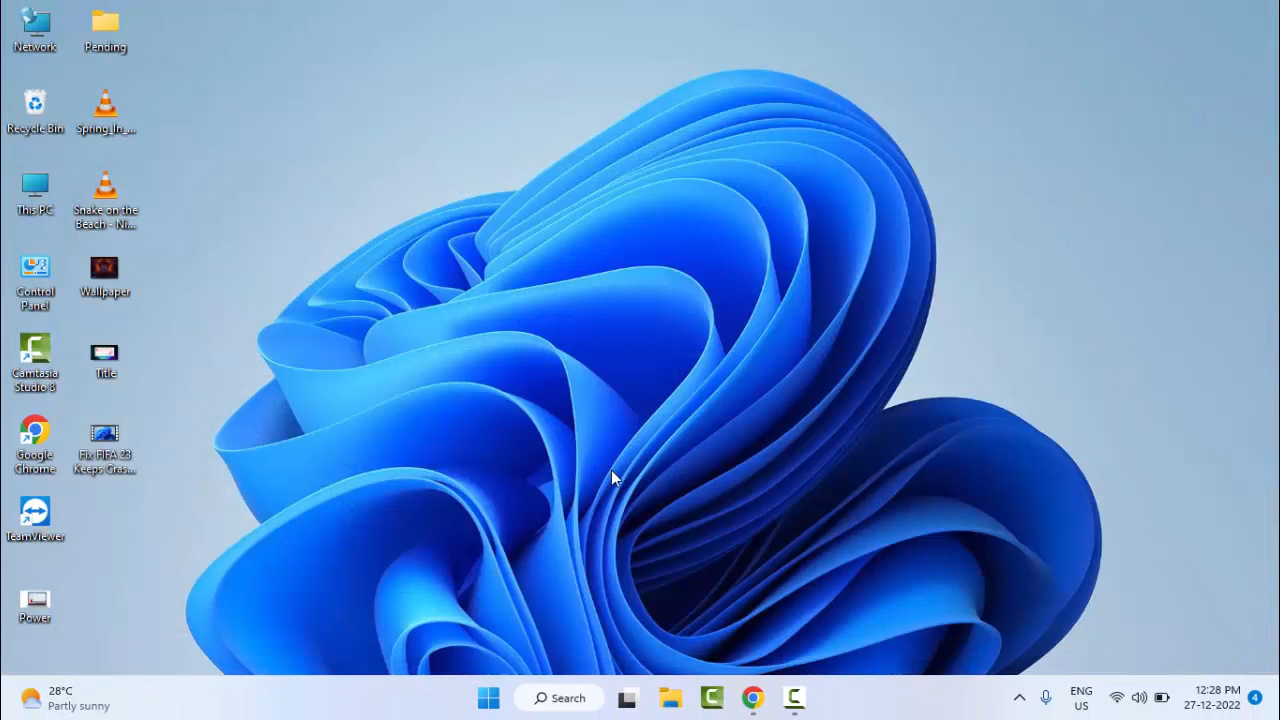 Network
Pending
Recycle Bin
Spring_In_...
This PC
Snake on the
Beach - Ni...
Control
Panel
Wallpaper
Camtasia
Studio 8
Title
Google
Chrome
Fix FIFA 23
Keeps Cras...
TeamViewer
Power
28°C
Partly sunny
Search
ENG
US
12:28 PM
27-12-2022
4